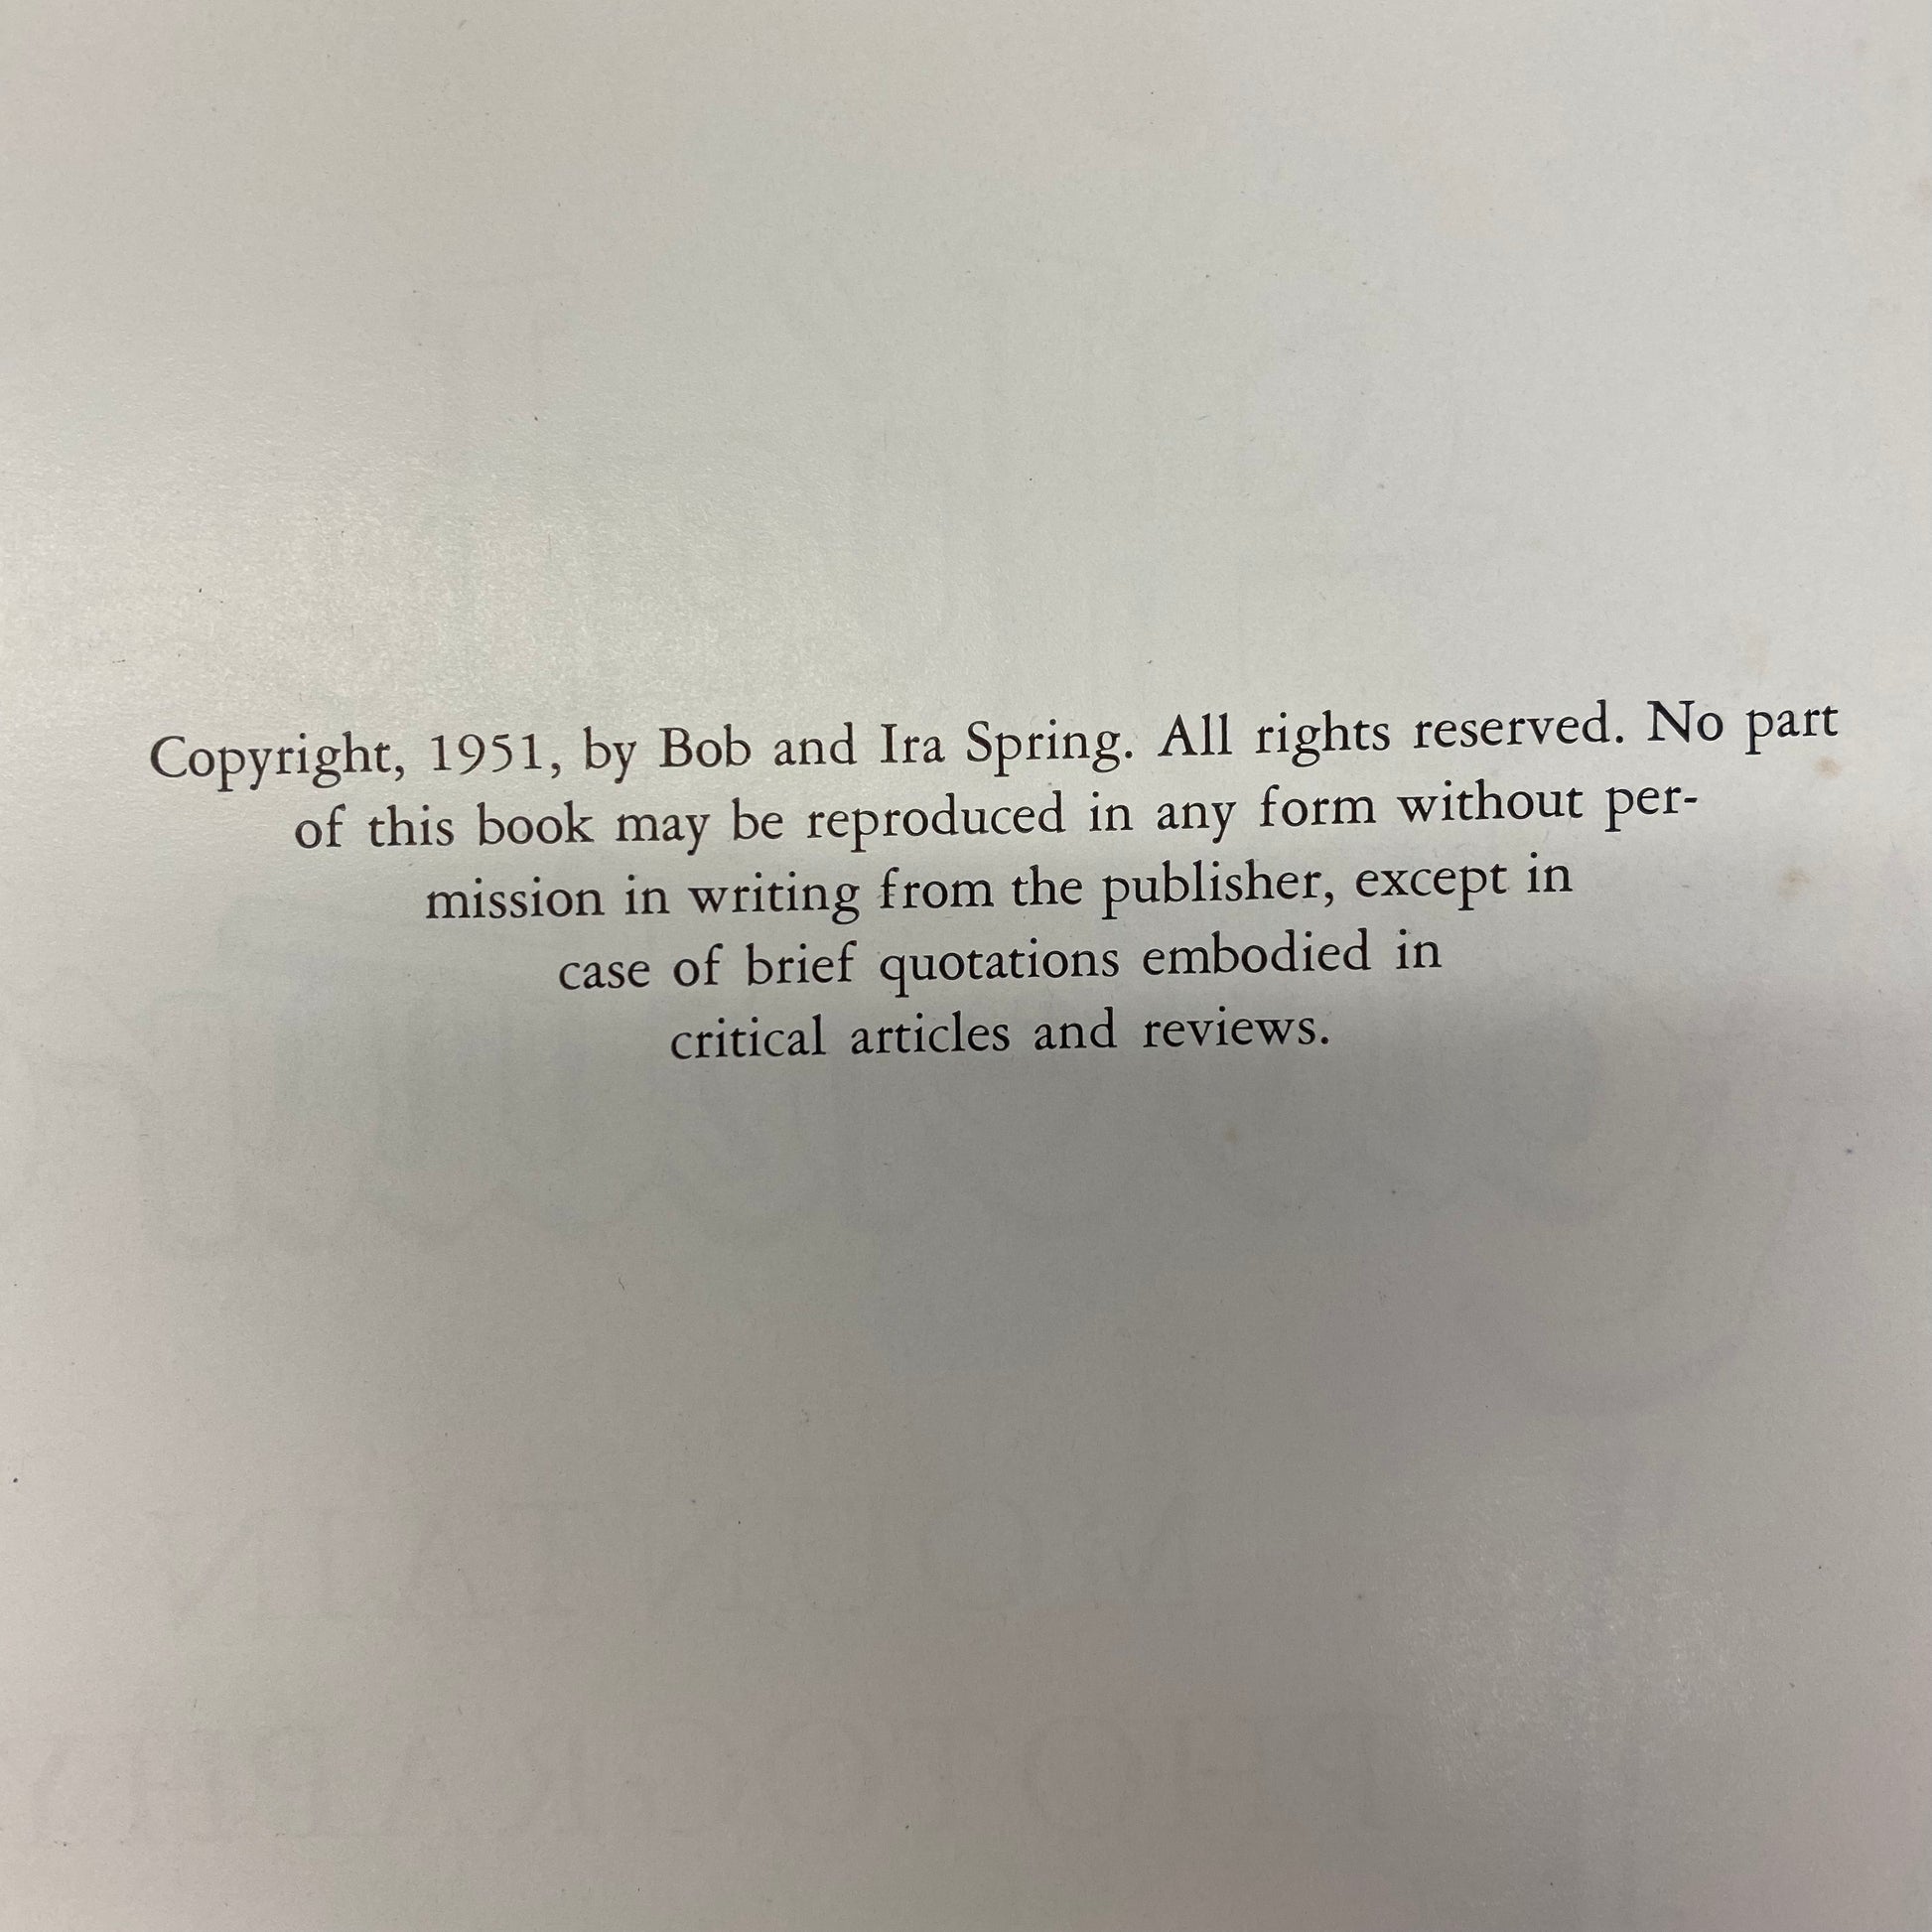 Copyright, 1951, by Bob and Ira Spring. All rights reserved. No part
of this book may be reproduced in any form without per-
mission in writing from the publisher, except in
case of brief quotations embodied in
critical articles and reviews.